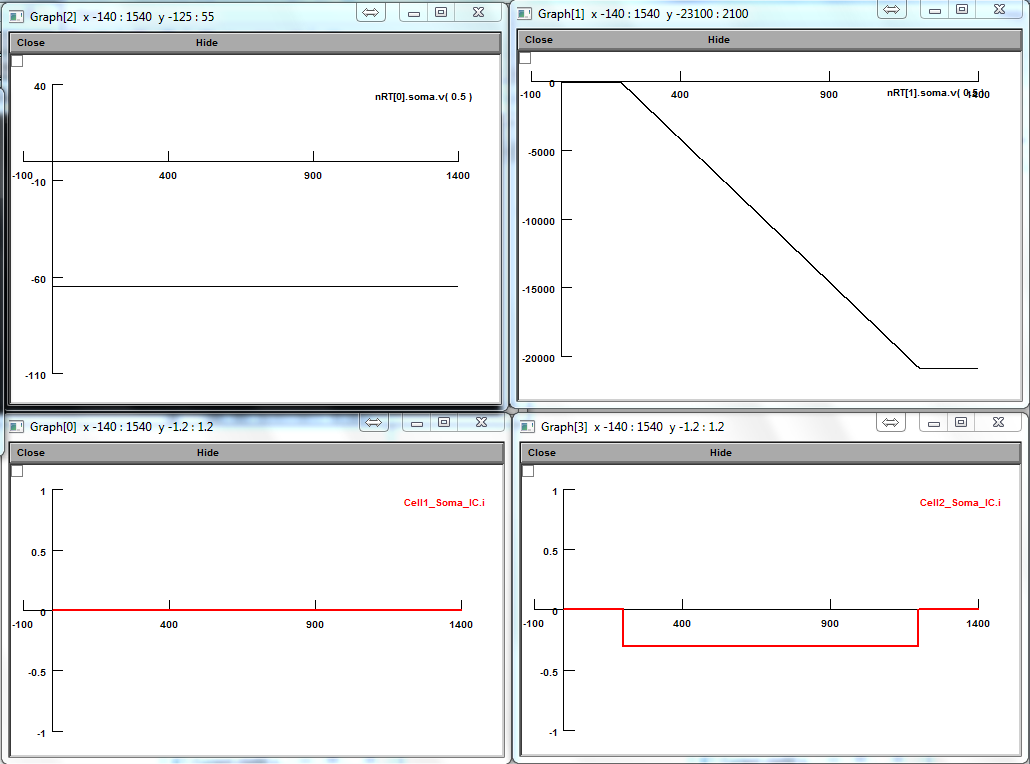 Graph[2] x -140 : 1540 y -125 : 55
Close Hide
40
nRT[0].soma.v( 0.5 )
-100 400 900 1400
-10
-60
-110
Graph[1] x -140 : 1540 y -23100 : 2100
Close Hide
0
-100 400 900 1400
nRT[1].soma.v( 0.5 )
-5000
-10000
-15000
-20000
Graph[0] x -140 : 1540 y -1.2 : 1.2
Close Hide
1
Cell1_Soma_IC.i
0.5
0
-100 400 900 1400
-0.5
-1
Graph[3] x -140 : 1540 y -1.2 : 1.2
Close Hide
1
Cell2_Soma_IC.i
0.5
0
-100 400 900 1400
-0.5
-1